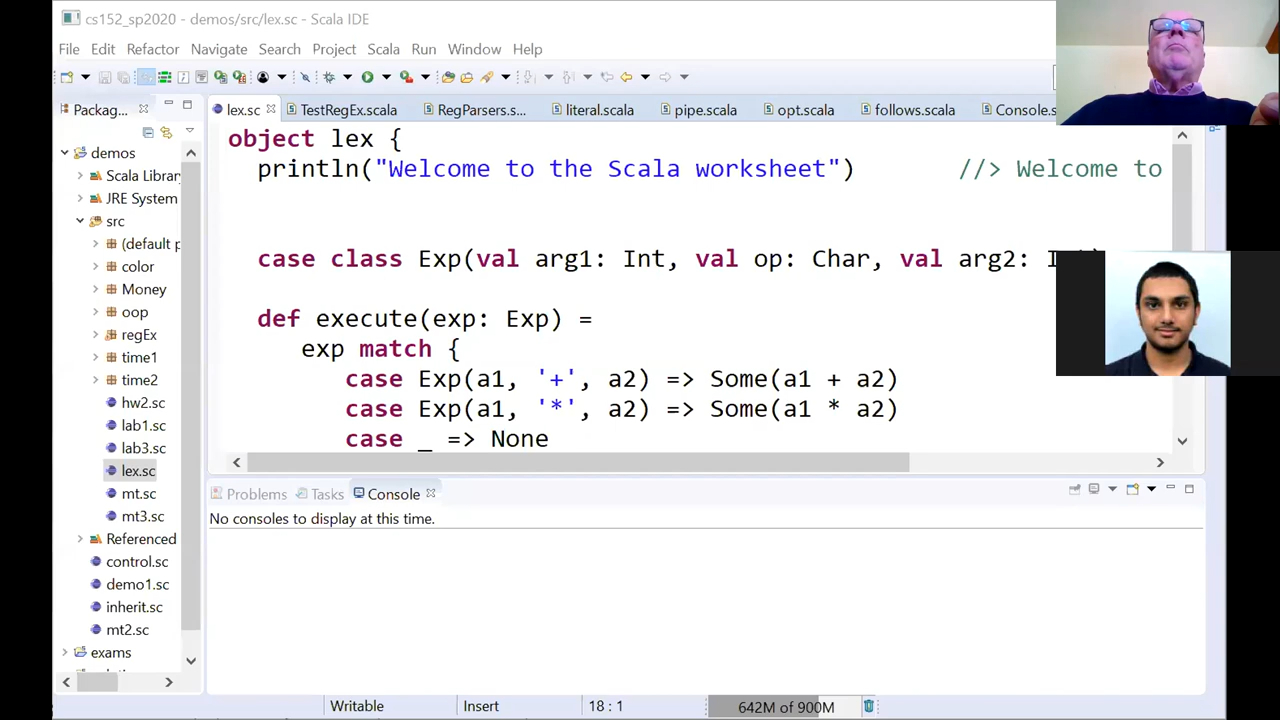 cs152_sp2020 - demos/src/lex.sc - Scala IDE
File Edit Refactor Navigate Search Project Scala Run Window Help
Packag...
lex.sc TestRegEx.scala RegParsers.s... literal.scala pipe.scala opt.scala follows.scala Console.s
demos
Scala Library
JRE System
src
(default p
color
Money
oop
regEx
time1
time2
hw2.sc
lab1.sc
lab3.sc
lex.sc
mt.sc
mt3.sc
Referenced
control.sc
demo1.sc
inherit.sc
mt2.sc
exams
object lex {
println("Welcome to the Scala worksheet") //> Welcome to
case class Exp(val arg1: Int, val op: Char, val arg2: Int)
def execute(exp: Exp) =
exp match {
case Exp(a1, '+', a2) => Some(a1 + a2)
case Exp(a1, '*', a2) => Some(a1 * a2)
case _ => None
Problems Tasks Console
No consoles to display at this time.
Writable Insert 18 : 1 642M of 900M